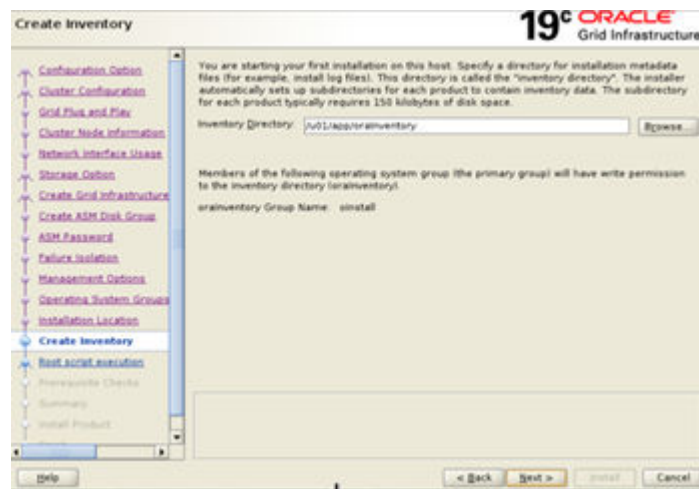 Create Inventory
19c ORACLE
Grid Infrastructure
Configuration Option
Cluster Configuration
Grid Plug and Play
Cluster Node Information
Network Interface Usage
Storage Option
Create Grid Infrastructure
Create ASM Disk Group
ASM Password
Failure Isolation
Management Options
Operating System Groups
Installation Location
Create Inventory
Root script execution
Prerequisite Checks
Summary
Install Product
You are starting your first installation on this host. Specify a directory for installation metadata
files (for example, install log files). This directory is called the "inventory directory". The installer
automatically sets up subdirectories for each product to contain inventory data. The subdirectory
for each product typically requires 150 kilobytes of disk space.
Inventory Directory: /u01/app/oraInventory Browse...
Members of the following operating system group (the primary group) will have write permission
to the inventory directory (oraInventory).
oraInventory Group Name: oinstall
Help < Back Next > Install Cancel